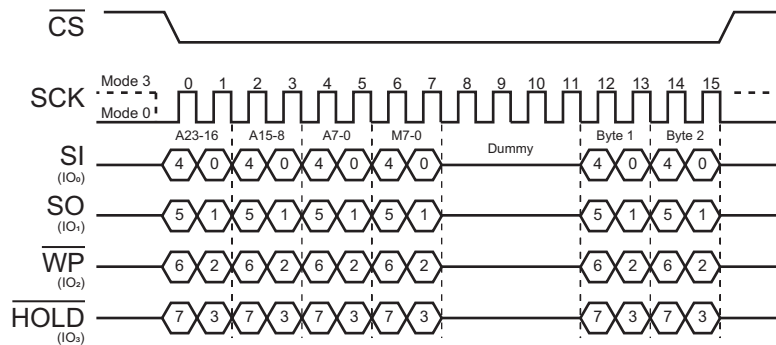 CS
SCK Mode 3 0 1 2 3 4 5 6 7 8 9 10 11 12 13 14 15
Mode 0
A23-16 A15-8 A7-0 M7-0 Dummy Byte 1 Byte 2
SI 4 0 4 0 4 0 4 0 4 0 4 0
(IO₀)
SO 5 1 5 1 5 1 5 1 5 1 5 1
(IO₁)
WP 6 2 6 2 6 2 6 2 6 2 6 2
(IO₂)
HOLD 7 3 7 3 7 3 7 3 7 3 7 3
(IO₃)